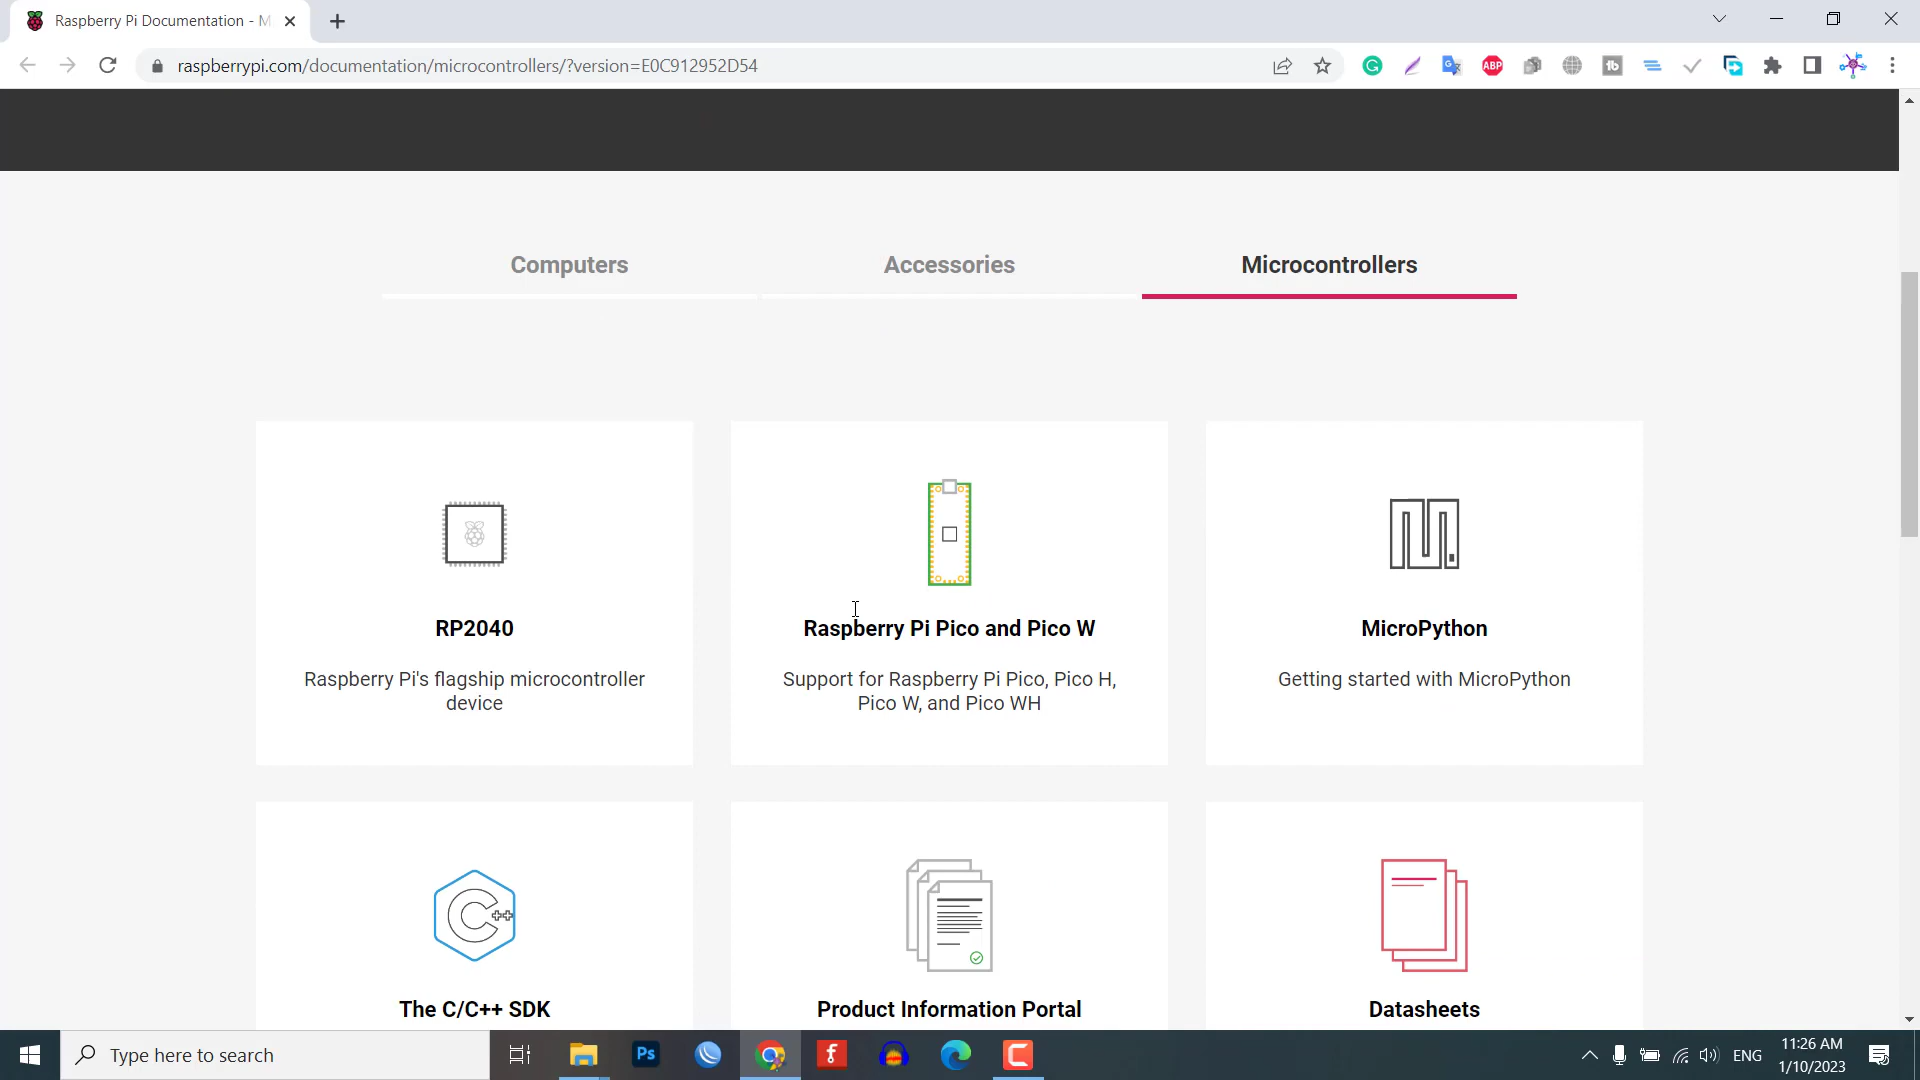 Raspberry Pi Documentation - M
raspberrypi.com/documentation/microcontrollers/?version=E0C912952D54
ABP
Computers
Accessories
Microcontrollers
RP2040
Raspberry Pi's flagship microcontroller
device
Raspberry Pi Pico and Pico W
Support for Raspberry Pi Pico, Pico H,
Pico W, and Pico WH
MicroPython
Getting started with MicroPython
C++
The C/C++ SDK
Product Information Portal
Datasheets
Type here to search
Ps
ENG
11:26 AM
1/10/2023